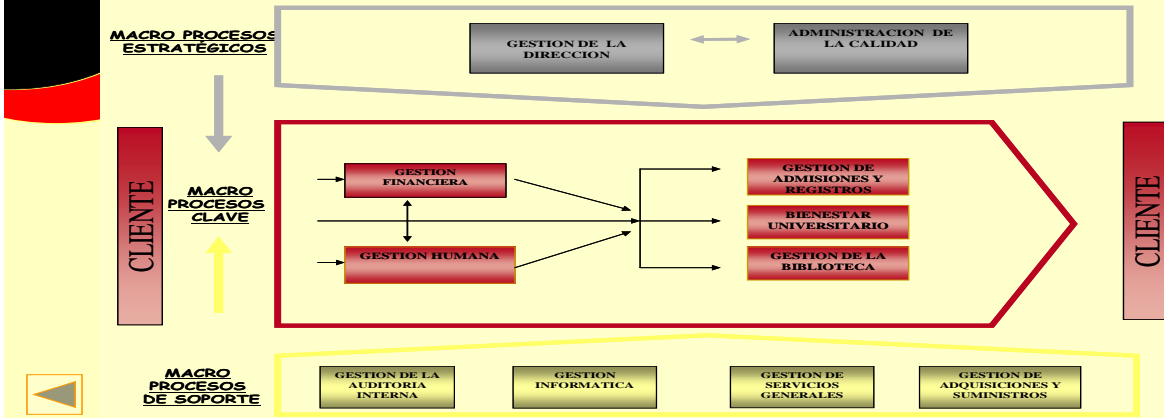 MACRO PROCESOS
ESTRATÉGICOS
GESTION DE LA
DIRECCION
ADMINISTRACION DE
LA CALIDAD
CLIENTE
MACRO
PROCESOS
CLAVE
GESTION
FINANCIERA
GESTION HUMANA
GESTION DE
ADMISIONES Y
REGISTROS
BIENESTAR
UNIVERSITARIO
GESTION DE LA
BIBLIOTECA
CLIENTE
MACRO
PROCESOS
DE SOPORTE
GESTION DE LA
AUDITORIA
INTERNA
GESTION
INFORMATICA
GESTION DE
SERVICIOS
GENERALES
GESTION DE
ADQUISICIONES Y
SUMINISTROS